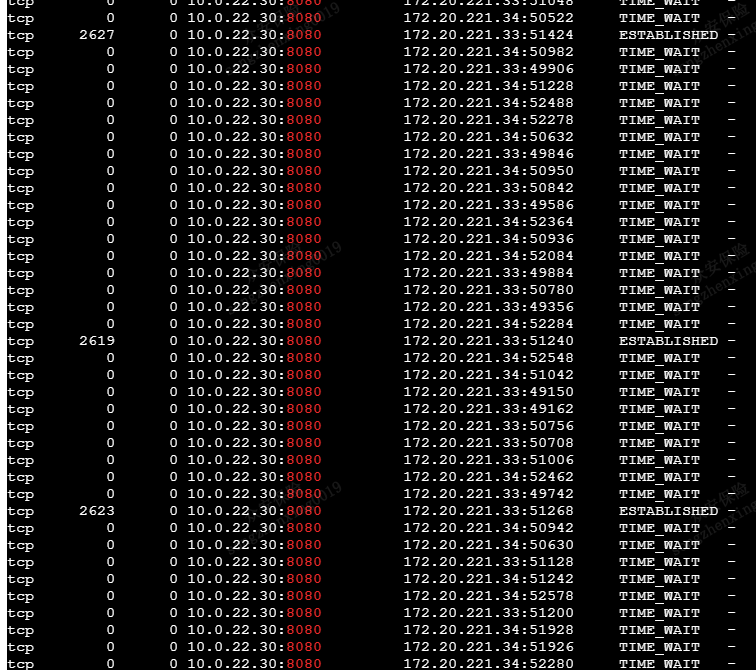 tcp 0 0 10.0.22.30:8080 172.20.221.33:51048 TIME_WAIT -
tcp 0 0 10.0.22.30:8080 172.20.221.34:50522 TIME_WAIT -
tcp 2627 0 10.0.22.30:8080 172.20.221.33:51424 ESTABLISHED -
tcp 0 0 10.0.22.30:8080 172.20.221.34:50982 TIME_WAIT -
tcp 0 0 10.0.22.30:8080 172.20.221.33:49906 TIME_WAIT -
tcp 0 0 10.0.22.30:8080 172.20.221.34:51228 TIME_WAIT -
tcp 0 0 10.0.22.30:8080 172.20.221.34:52488 TIME_WAIT -
tcp 0 0 10.0.22.30:8080 172.20.221.34:52278 TIME_WAIT -
tcp 0 0 10.0.22.30:8080 172.20.221.34:50632 TIME_WAIT -
tcp 0 0 10.0.22.30:8080 172.20.221.33:49846 TIME_WAIT -
tcp 0 0 10.0.22.30:8080 172.20.221.34:50950 TIME_WAIT -
tcp 0 0 10.0.22.30:8080 172.20.221.33:50842 TIME_WAIT -
tcp 0 0 10.0.22.30:8080 172.20.221.33:49586 TIME_WAIT -
tcp 0 0 10.0.22.30:8080 172.20.221.34:52364 TIME_WAIT -
tcp 0 0 10.0.22.30:8080 172.20.221.34:50936 TIME_WAIT -
tcp 0 0 10.0.22.30:8080 172.20.221.34:52084 TIME_WAIT -
tcp 0 0 10.0.22.30:8080 172.20.221.33:49884 TIME_WAIT -
tcp 0 0 10.0.22.30:8080 172.20.221.33:50780 TIME_WAIT -
tcp 0 0 10.0.22.30:8080 172.20.221.33:49356 TIME_WAIT -
tcp 0 0 10.0.22.30:8080 172.20.221.34:52284 TIME_WAIT -
tcp 2619 0 10.0.22.30:8080 172.20.221.33:51240 ESTABLISHED -
tcp 0 0 10.0.22.30:8080 172.20.221.34:52548 TIME_WAIT -
tcp 0 0 10.0.22.30:8080 172.20.221.34:51042 TIME_WAIT -
tcp 0 0 10.0.22.30:8080 172.20.221.33:49150 TIME_WAIT -
tcp 0 0 10.0.22.30:8080 172.20.221.33:49162 TIME_WAIT -
tcp 0 0 10.0.22.30:8080 172.20.221.33:50756 TIME_WAIT -
tcp 0 0 10.0.22.30:8080 172.20.221.33:50708 TIME_WAIT -
tcp 0 0 10.0.22.30:8080 172.20.221.33:51006 TIME_WAIT -
tcp 0 0 10.0.22.30:8080 172.20.221.34:52462 TIME_WAIT -
tcp 0 0 10.0.22.30:8080 172.20.221.33:49742 TIME_WAIT -
tcp 2623 0 10.0.22.30:8080 172.20.221.33:51268 ESTABLISHED -
tcp 0 0 10.0.22.30:8080 172.20.221.34:50942 TIME_WAIT -
tcp 0 0 10.0.22.30:8080 172.20.221.34:50630 TIME_WAIT -
tcp 0 0 10.0.22.30:8080 172.20.221.33:51128 TIME_WAIT -
tcp 0 0 10.0.22.30:8080 172.20.221.34:51242 TIME_WAIT -
tcp 0 0 10.0.22.30:8080 172.20.221.34:52578 TIME_WAIT -
tcp 0 0 10.0.22.30:8080 172.20.221.33:51200 TIME_WAIT -
tcp 0 0 10.0.22.30:8080 172.20.221.34:51928 TIME_WAIT -
tcp 0 0 10.0.22.30:8080 172.20.221.34:51926 TIME_WAIT -
tcp 0 0 10.0.22.30:8080 172.20.221.34:52280 TIME_WAIT -